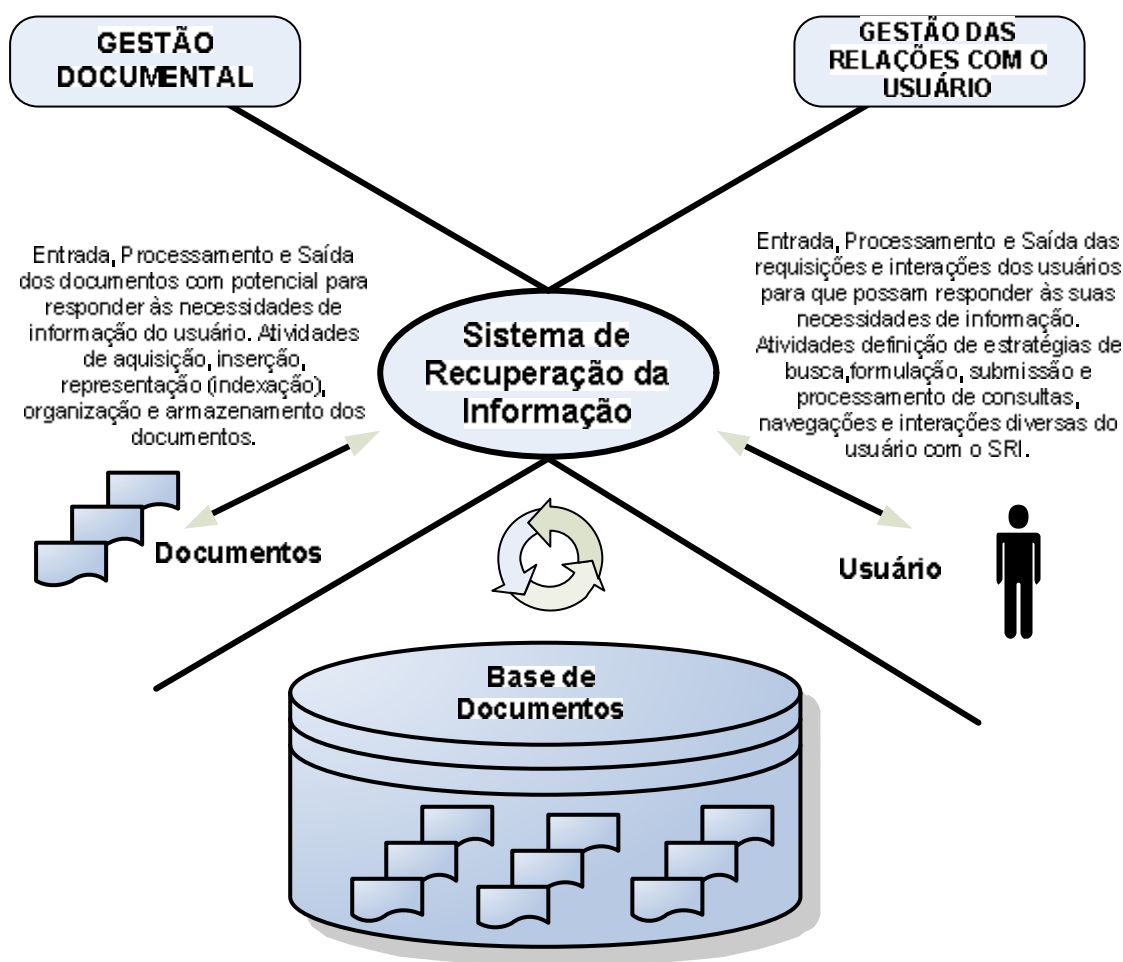 GESTÃO
DOCUMENTAL
GESTÃO DAS
RELAÇÕES COM O
USUÁRIO
Entrada, Processamento e Saída
dos documentos com potencial para
responder às necessidades de
informação do usuário. Atividades
de aquisição, inserção,
representação (indexação),
organização e armazenamento dos
documentos.
Sistema de
Recuperação da
Informação
Entrada, Processamento e Saída das
requisições e interações dos usuários
para que possam responder às suas
necessidades de informação.
Atividades definição de estratégias de
busca,formulação, submissão e
processamento de consultas,
navegações e interações diversas do
usuário com o SRI.
Documentos
Usuário
Base de
Documentos